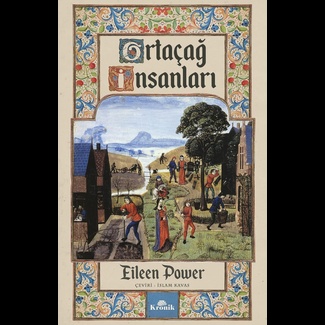 Ortaçağ
İnsanları
Eileen Power
ÇEVİRİ: İSLAM KAVAS
Kronik